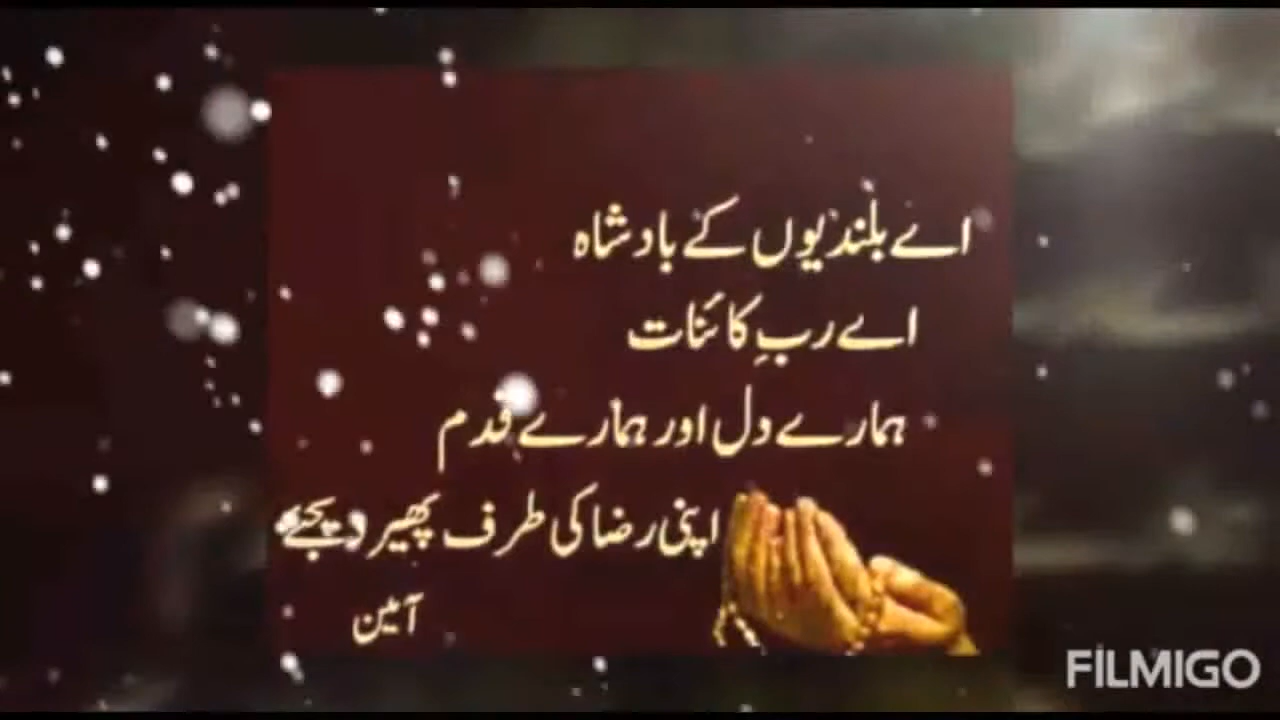 اے بلندیوں کے بادشاہ
اے ربِ کائنات
ہمارے دل اور ہمارے قدم
اپنی رضا کی طرف پھیر دیجئے
آمین
FILMIGO